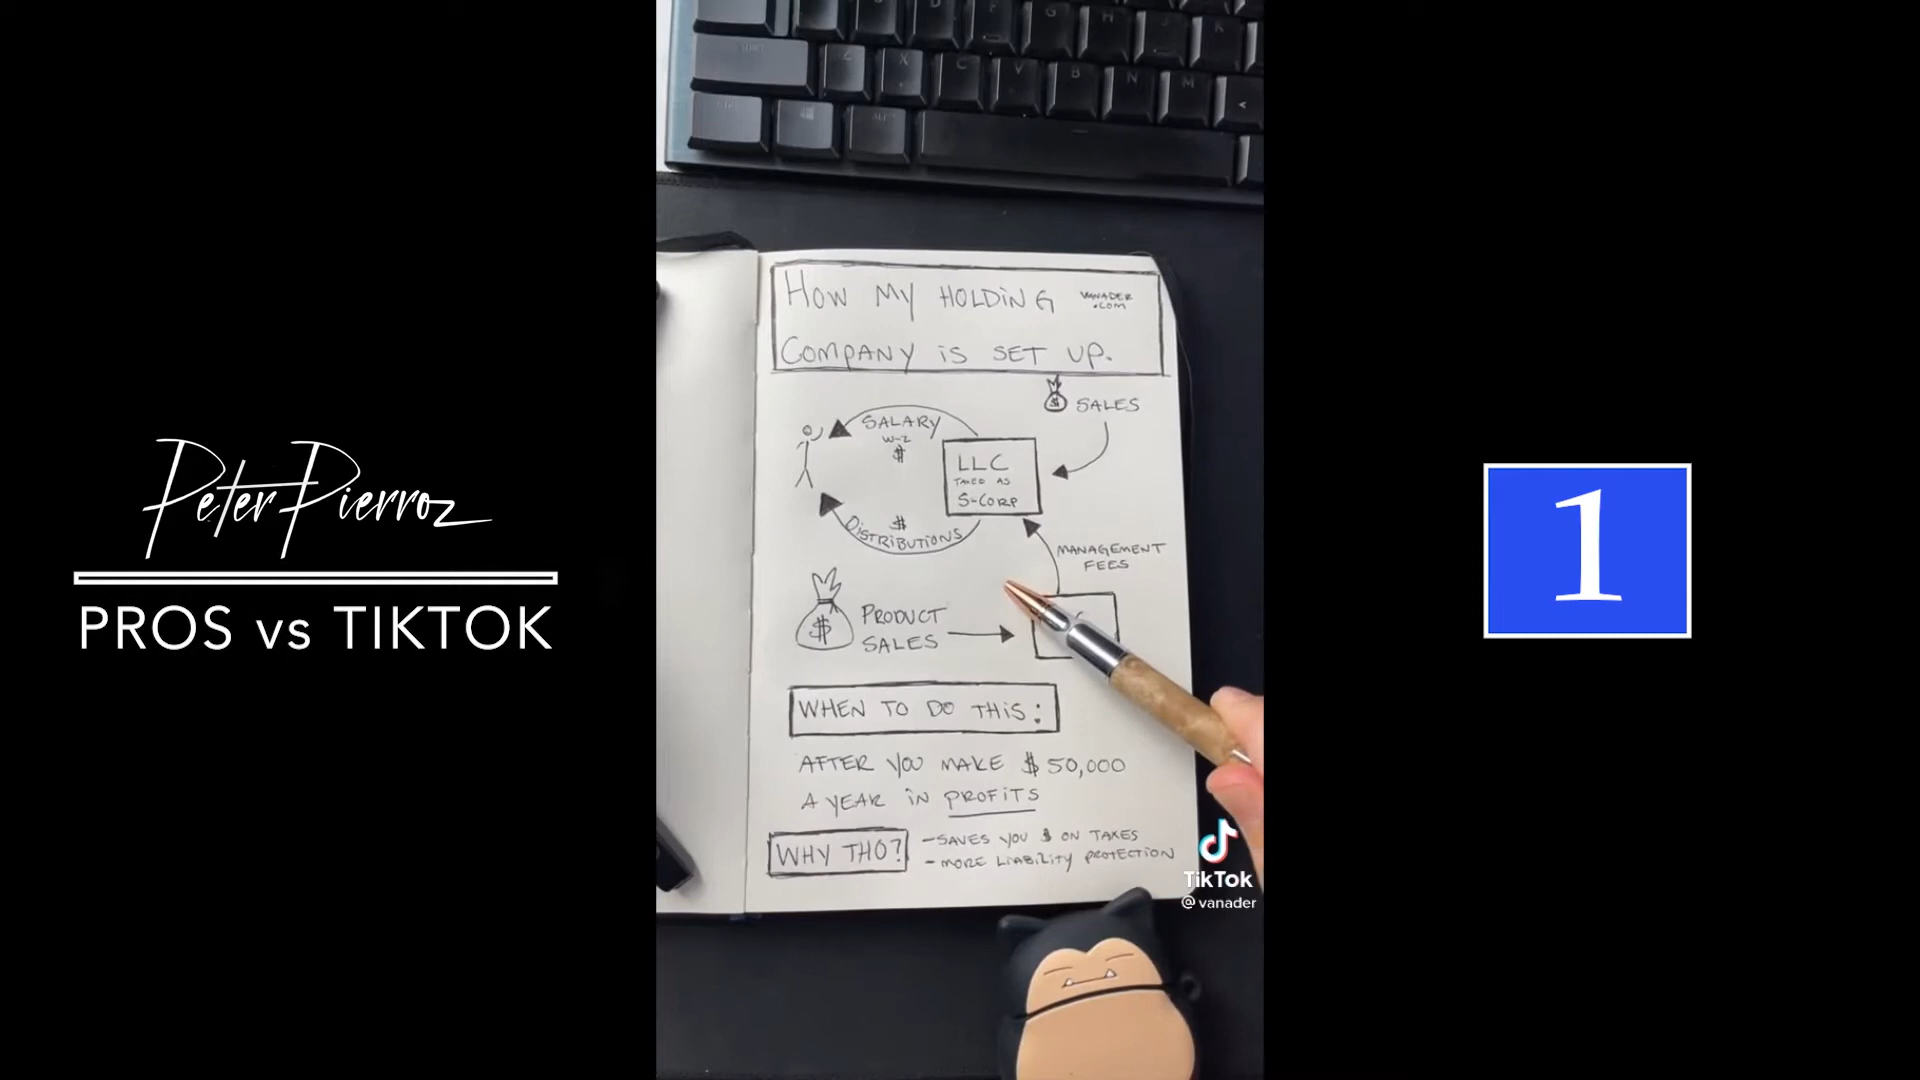 Peter Pierroz
PROS vs TIKTOK
1
HOW MY HOLDING
VANADER
.COM
COMPANY IS SET UP.
$
SALES
SALARY
W-2
$
LLC
TAXED AS
S-CORP
$
DISTRIBUTIONS
MANAGEMENT
FEES
$
PRODUCT
SALES
WHEN TO DO THIS:
AFTER YOU MAKE $50,000
A YEAR IN PROFITS
WHY THO?
-SAVES YOU $ ON TAXES
-MORE LIABILITY PROTECTION
TikTok
@vanader
D F G H J K
SHIFT Z X C V B N M <
ALT